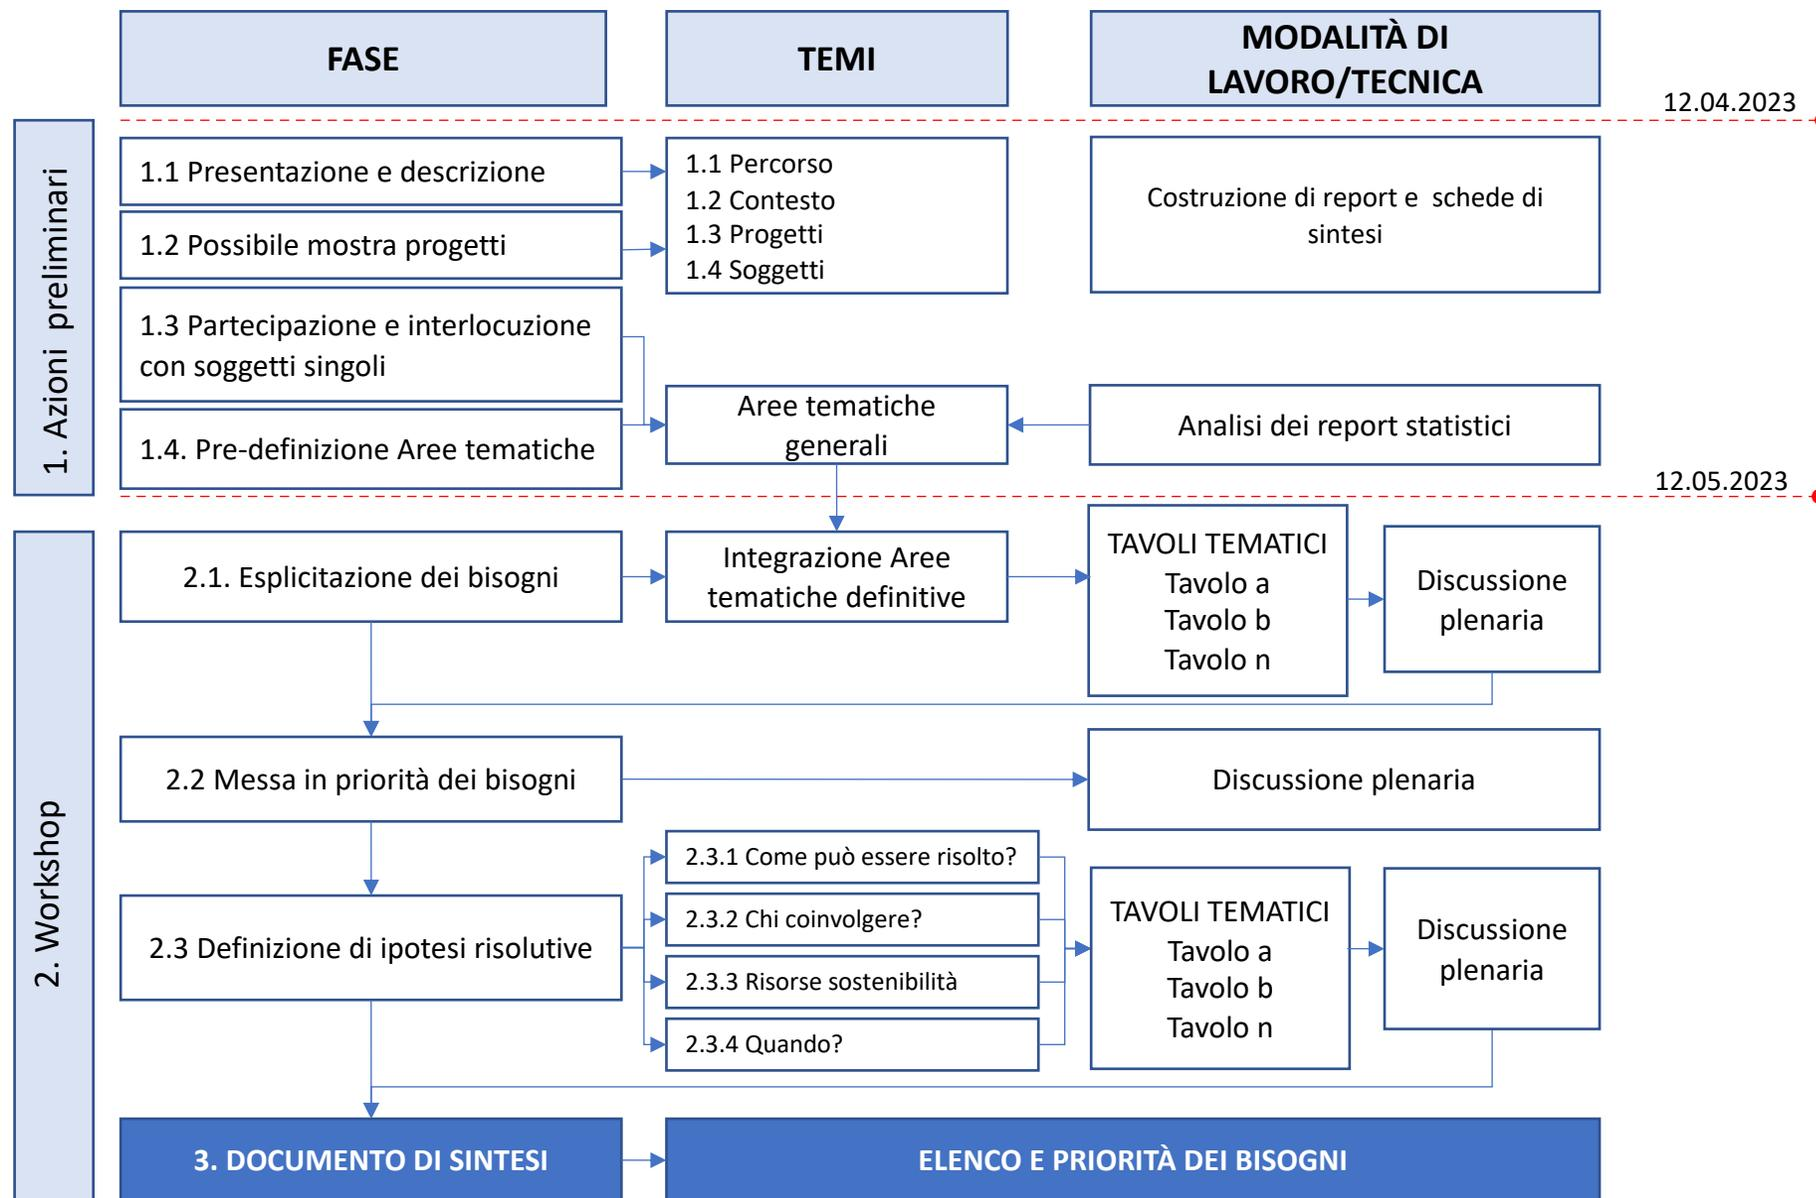 FASE
TEMI
MODALITÀ DI
LAVORO/TECNICA
12.04.2023
1. Azioni preliminari
1.1 Presentazione e descrizione
1.2 Possibile mostra progetti
1.3 Partecipazione e interlocuzione
con soggetti singoli
1.4. Pre-definizione Aree tematiche
1.1 Percorso
1.2 Contesto
1.3 Progetti
1.4 Soggetti
Costruzione di report e schede di
sintesi
Aree tematiche
generali
Analisi dei report statistici
12.05.2023
2. Workshop
2.1. Esplicitazione dei bisogni
Integrazione Aree
tematiche definitive
TAVOLI TEMATICI
Tavolo a
Tavolo b
Tavolo n
Discussione
plenaria
2.2 Messa in priorità dei bisogni
Discussione plenaria
2.3 Definizione di ipotesi risolutive
2.3.1 Come può essere risolto?
2.3.2 Chi coinvolgere?
2.3.3 Risorse sostenibilità
2.3.4 Quando?
TAVOLI TEMATICI
Tavolo a
Tavolo b
Tavolo n
Discussione
plenaria
3. DOCUMENTO DI SINTESI
ELENCO E PRIORITÀ DEI BISOGNI